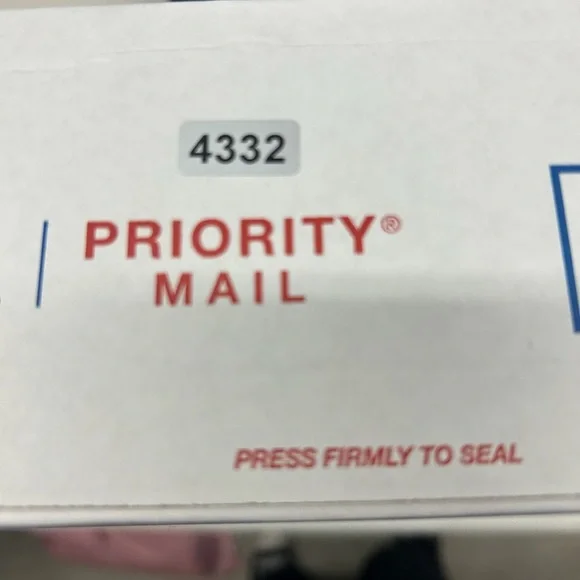 4332
PRIORITY®
MAIL
PRESS FIRMLY TO SEAL